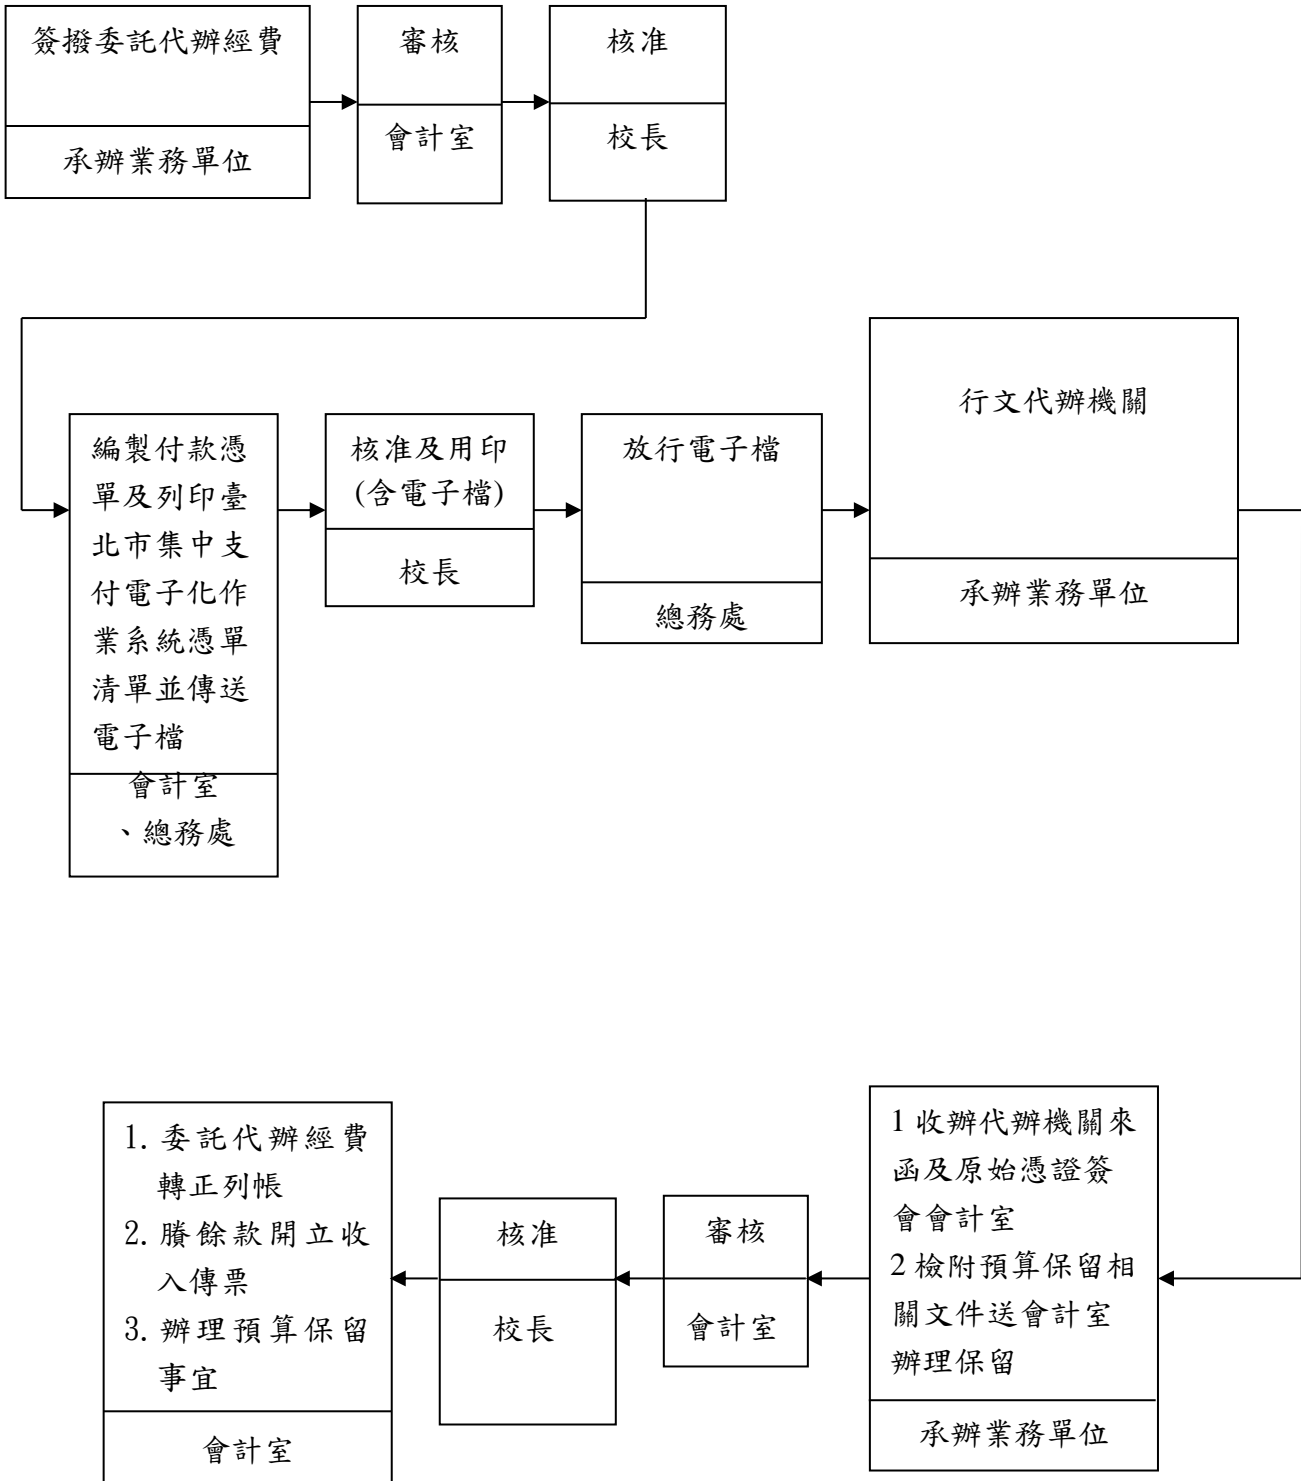 簽撥委託代辦經費
承辦業務單位
審核
會計室
核准
校長
編製付款憑
單及列印臺
北市集中支
付電子化作
業系統憑單
清單並傳送
電子檔
會計室
、總務處
核准及用印
(含電子檔)
校長
放行電子檔
總務處
行文代辦機關
承辦業務單位
1 收辦代辦機關來
函及原始憑證簽
會會計室
2 檢附預算保留相
關文件送會計室
辦理保留
承辦業務單位
審核
會計室
核准
校長
1. 委託代辦經費
轉正列帳
2. 賸餘款開立收
入傳票
3. 辦理預算保留
事宜
會計室